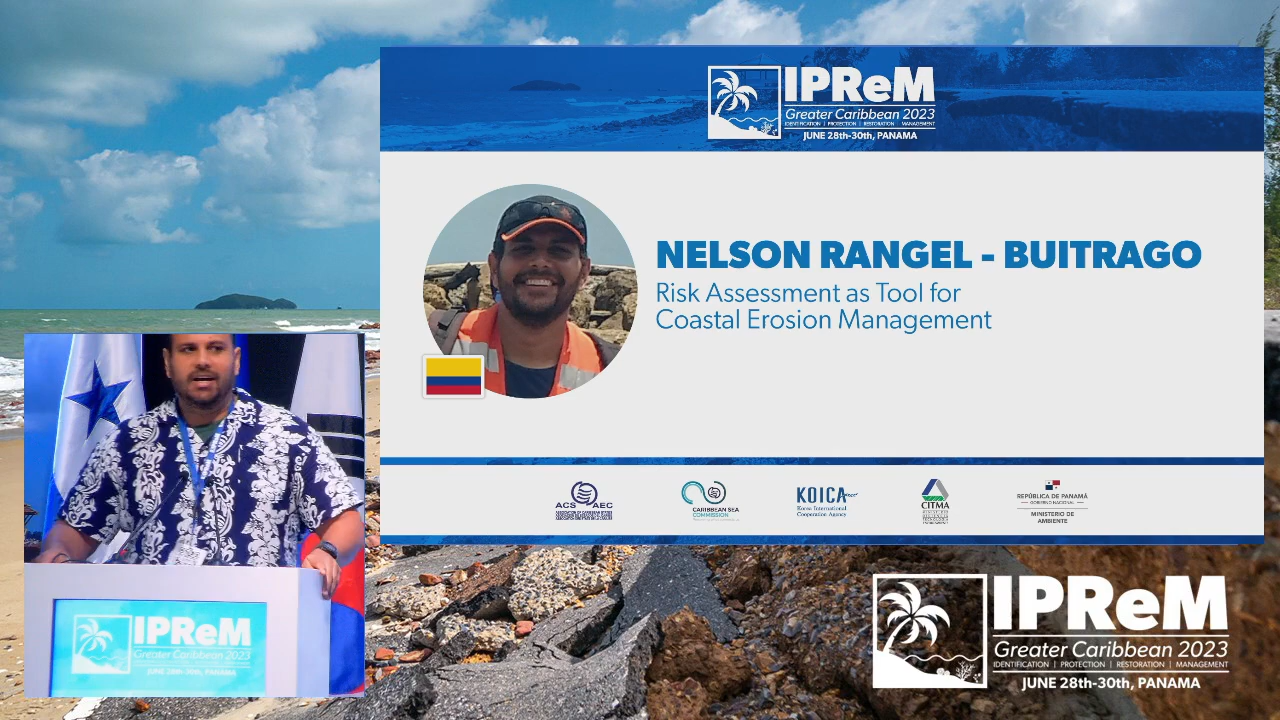 IPReM
Greater Caribbean 2023
IDENTIFICATION | PROTECTION | RESTORATION | MANAGEMENT
JUNE 28th-30th, PANAMA
NELSON RANGEL - BUITRAGO
Risk Assessment as Tool for
Coastal Erosion Management
ACS AEC
CARIBBEAN SEA
COMMISSION
KOICA
Korea International
Cooperation Agency
CITMA
REPÚBLICA DE PANAMÁ
GOBIERNO NACIONAL
MINISTERIO DE
AMBIENTE
IPReM
Greater Caribbean 2023
JUNE 28th-30th, PANAMA
IPReM
Greater Caribbean 2023
IDENTIFICATION | PROTECTION | RESTORATION | MANAGEMENT
JUNE 28th-30th, PANAMA